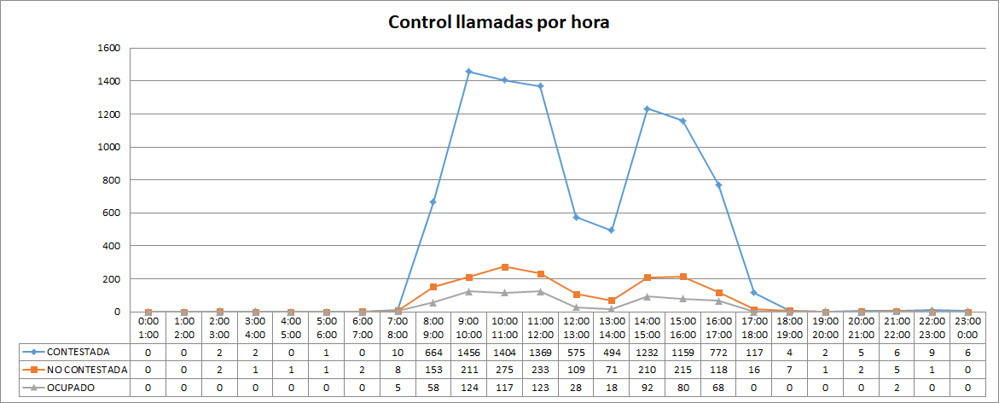 Control llamadas por hora
1600
1400
1200
1000
800
600
400
200
0
0:00 1:00 2:00 3:00 4:00 5:00 6:00 7:00 8:00 9:00 10:00 11:00 12:00 13:00 14:00 15:00 16:00 17:00 18:00 19:00 20:00 21:00 22:00 23:00
1:00 2:00 3:00 4:00 5:00 6:00 7:00 8:00 9:00 10:00 11:00 12:00 13:00 14:00 15:00 16:00 17:00 18:00 19:00 20:00 21:00 22:00 23:00 0:00
CONTESTADA 0 0 2 2 0 1 0 10 664 1456 1404 1369 575 494 1232 1159 772 117 4 2 5 6 9 6
NO CONTESTADA 0 0 2 1 1 1 2 8 153 211 275 233 109 71 210 215 118 16 7 1 2 5 1 0
OCUPADO 0 0 0 0 0 0 0 5 58 124 117 123 28 18 92 80 68 0 0 0 0 2 0 0